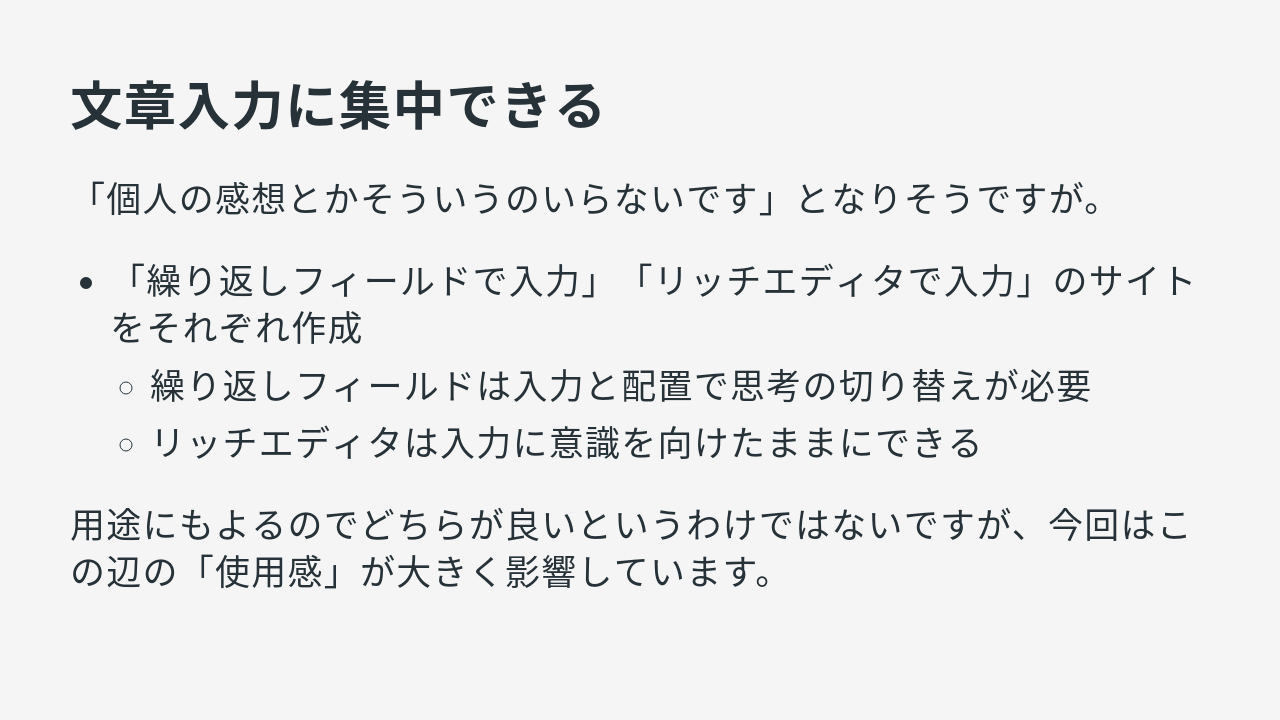 文章入力に集中できる
「個人の感想とかそういうのいらないです」となりそうですが。
• 「繰り返しフィールドで入力」「リッチエディタで入力」のサイト
をそれぞれ作成
◦ 繰り返しフィールドは入力と配置で思考の切り替えが必要
◦ リッチエディタは入力に意識を向けたままにできる
用途にもよるのでどちらが良いというわけではないですが、今回はこ
の辺の「使用感」が大きく影響しています。